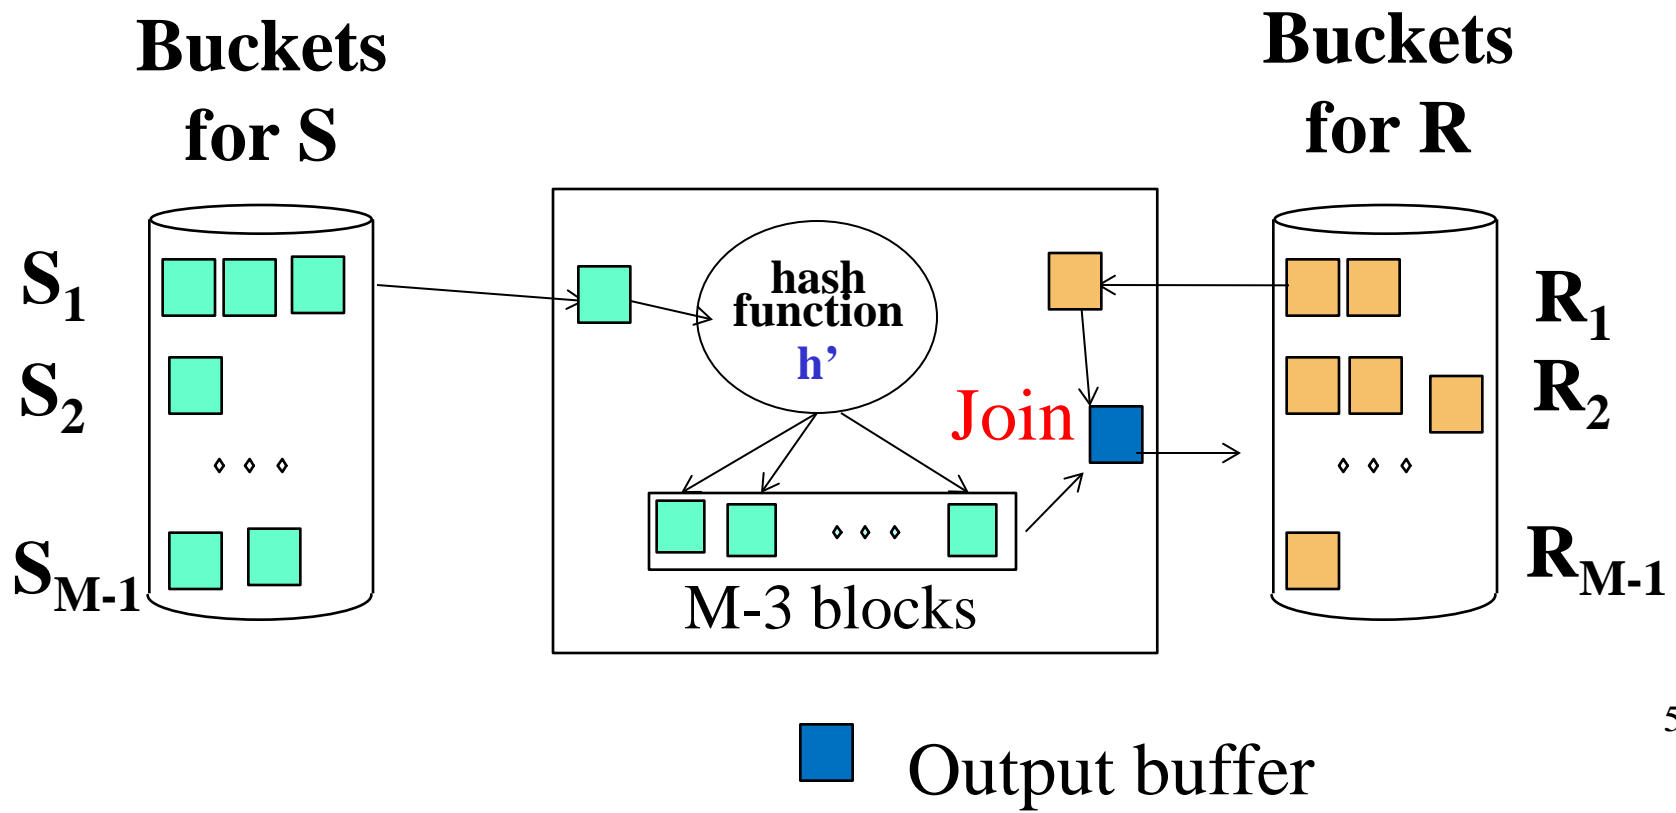 Buckets
for S
Buckets
for R
S1
S2
SM-1
hash
function
h’
Join
M-3 blocks
R1
R2
RM-1
5
Output buffer